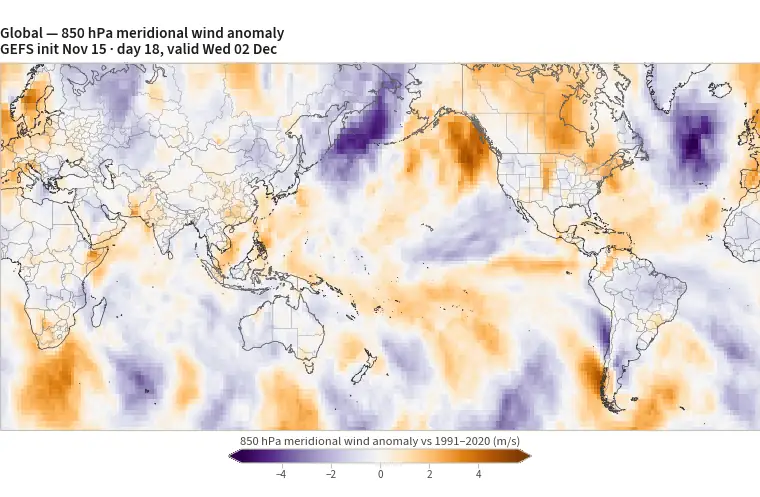 Global — 850 hPa meridional wind anomaly
GEFS init Nov 15 · day 18, valid Wed 02 Dec
850 hPa meridional wind anomaly vs 1991–2020 (m/s)
−4 −2 0 2 4